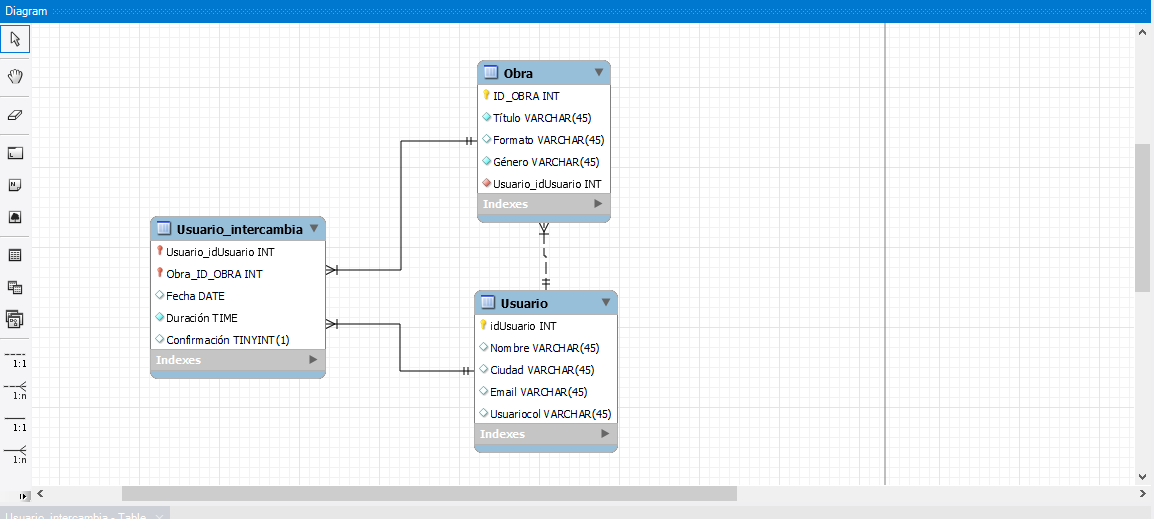 Diagram
Obra
ID_OBRA INT
Título VARCHAR(45)
Formato VARCHAR(45)
Género VARCHAR(45)
Usuario_idUsuario INT
Indexes
Usuario_intercambia
Usuario_idUsuario INT
Obra_ID_OBRA INT
Fecha DATE
Duración TIME
Confirmación TINYINT(1)
Indexes
Usuario
idUsuario INT
Nombre VARCHAR(45)
Ciudad VARCHAR(45)
Email VARCHAR(45)
Usuariocol VARCHAR(45)
Indexes
1:1
1:n
1:1
1:n
Usuario_intercambia - Table